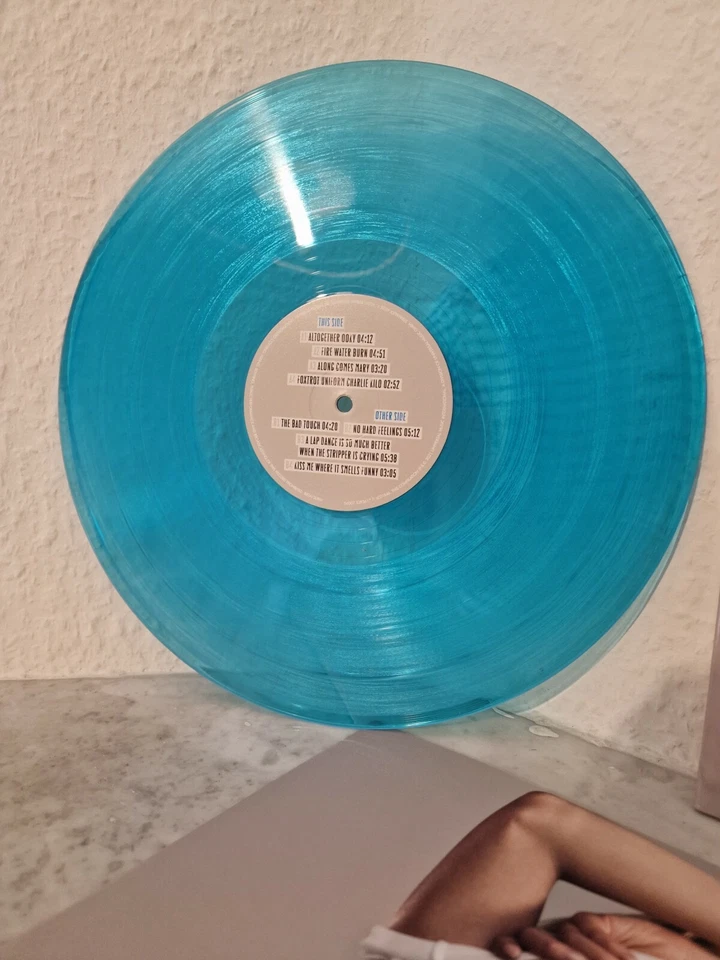 THIS SIDE
ALTOGETHER OOKY 04:12
FIRE WATER BURN 04:51
ALONG COMES MARY 03:20
FOXTROT UNIFORM CHARLIE KILO 02:52
OTHER SIDE
THE BAD TOUCH 04:20 NO HARD FEELINGS 05:12
A LAP DANCE IS SO MUCH BETTER
WHEN THE STRIPPER IS CRYING 05:38
KISS ME WHERE IT SMELLS FUNNY 03:05